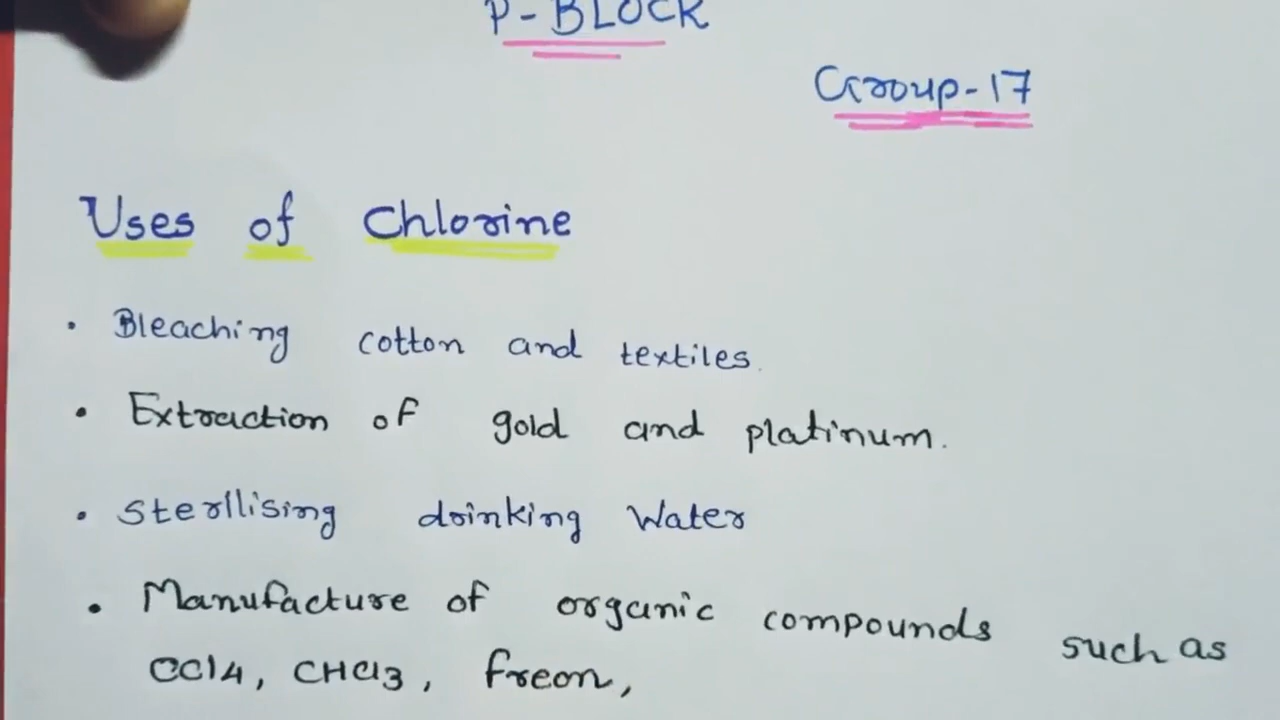 P-BLOCK
Group-17
Uses of Chlorine
• Bleaching cotton and textiles.
• Extraction of gold and platinum.
• Sterllising drinking Water
• Manufacture of organic compounds such as
CCl4, CHCl3, freon,